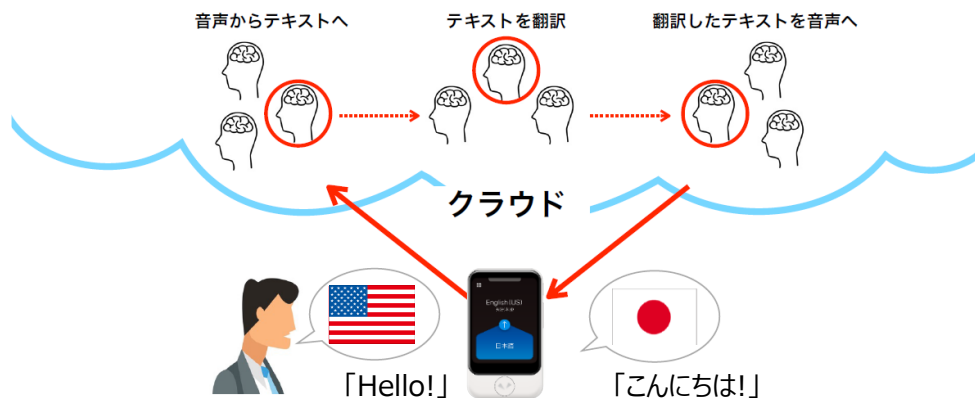 音声からテキストへ
テキストを翻訳
翻訳したテキストを音声へ
クラウド
English (US)
日本語
「Hello!」
「こんにちは!」